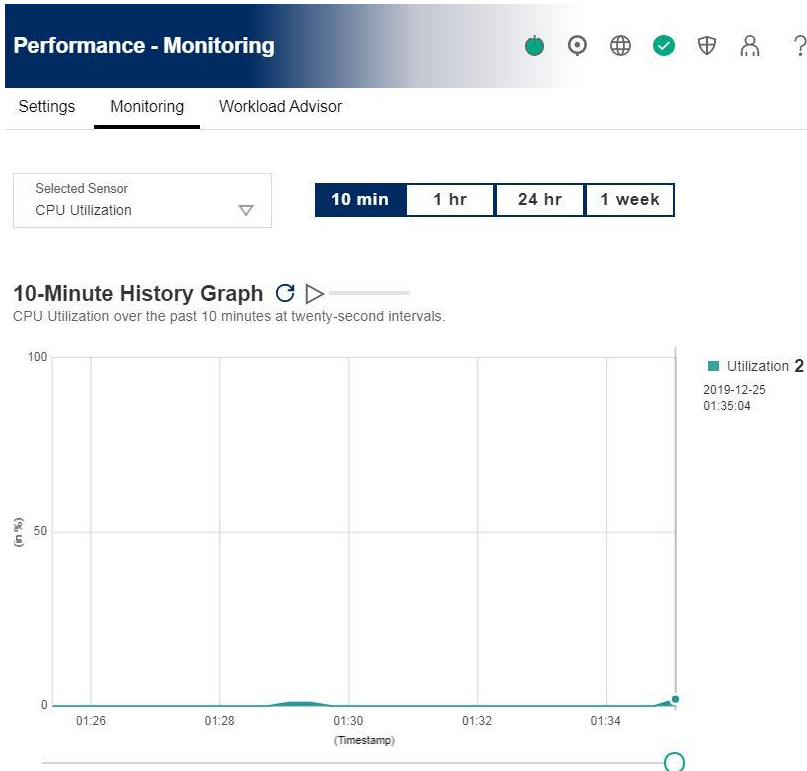 Performance - Monitoring
?
Settings Monitoring Workload Advisor
Selected Sensor
CPU Utilization
10 min 1 hr 24 hr 1 week
10-Minute History Graph
CPU Utilization over the past 10 minutes at twenty-second intervals.
100
Utilization 2
2019-12-25
01:35:04
(in %)
50
0
01:26 01:28 01:30 01:32 01:34
(Timestamp)